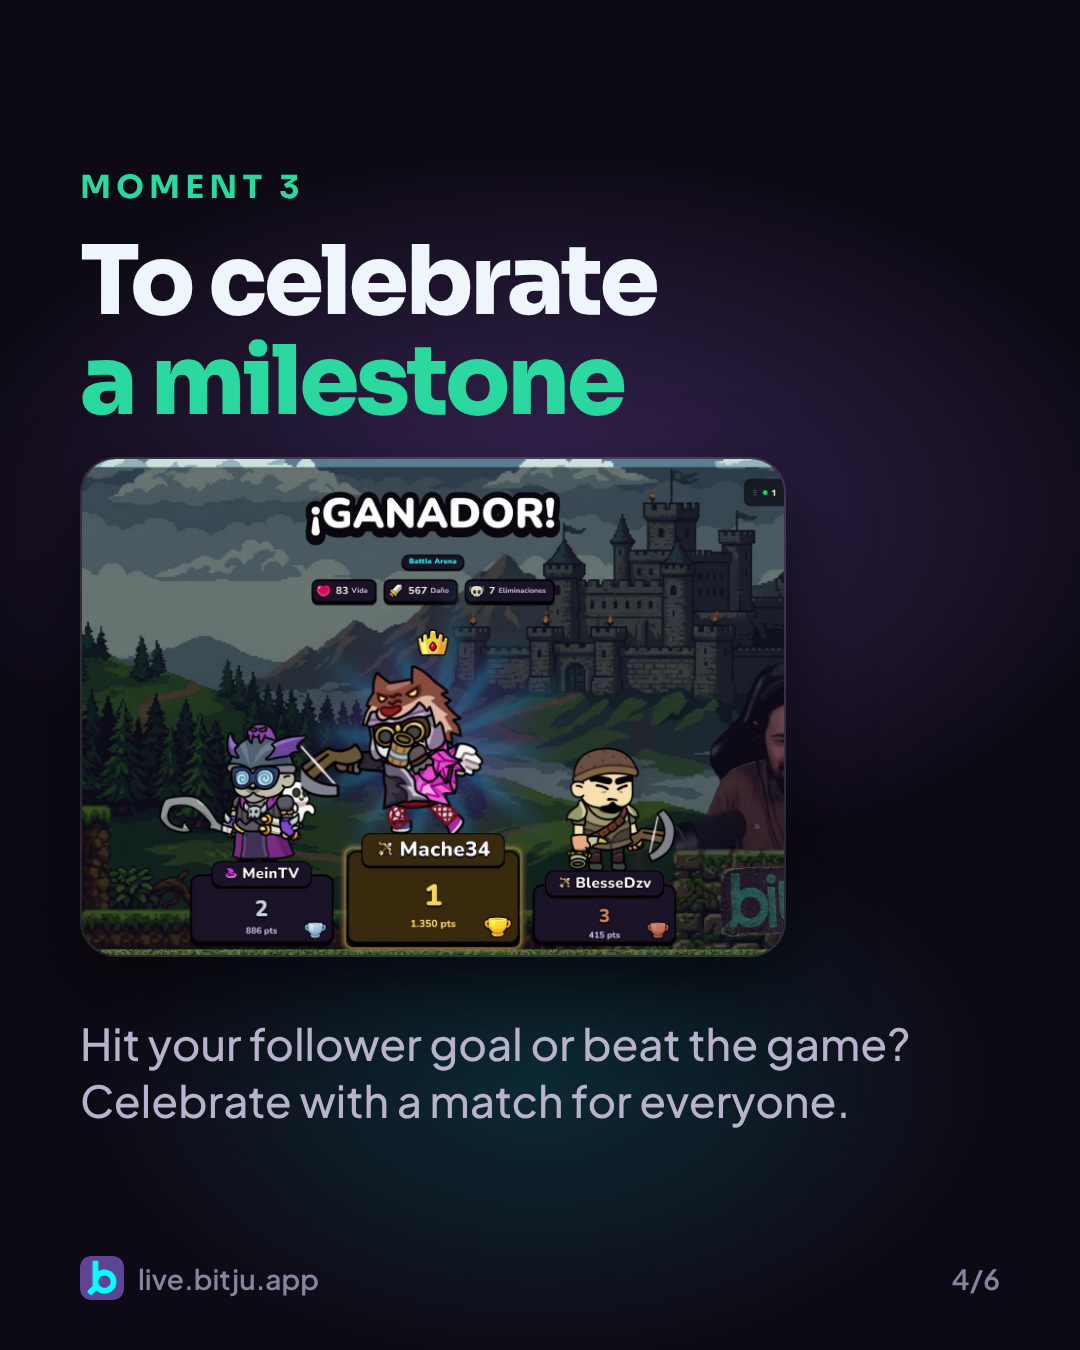 MOMENT 3
To celebrate
a milestone
¡GANADOR!
1
Battle Arena
83 Vida
567 Daño
7 Eliminaciones
Mache34
1
1.350 pts
MeinTV
2
886 pts
BlesseDzv
3
415 pts
bi
Hit your follower goal or beat the game?
Celebrate with a match for everyone.
live.bitju.app
4/6